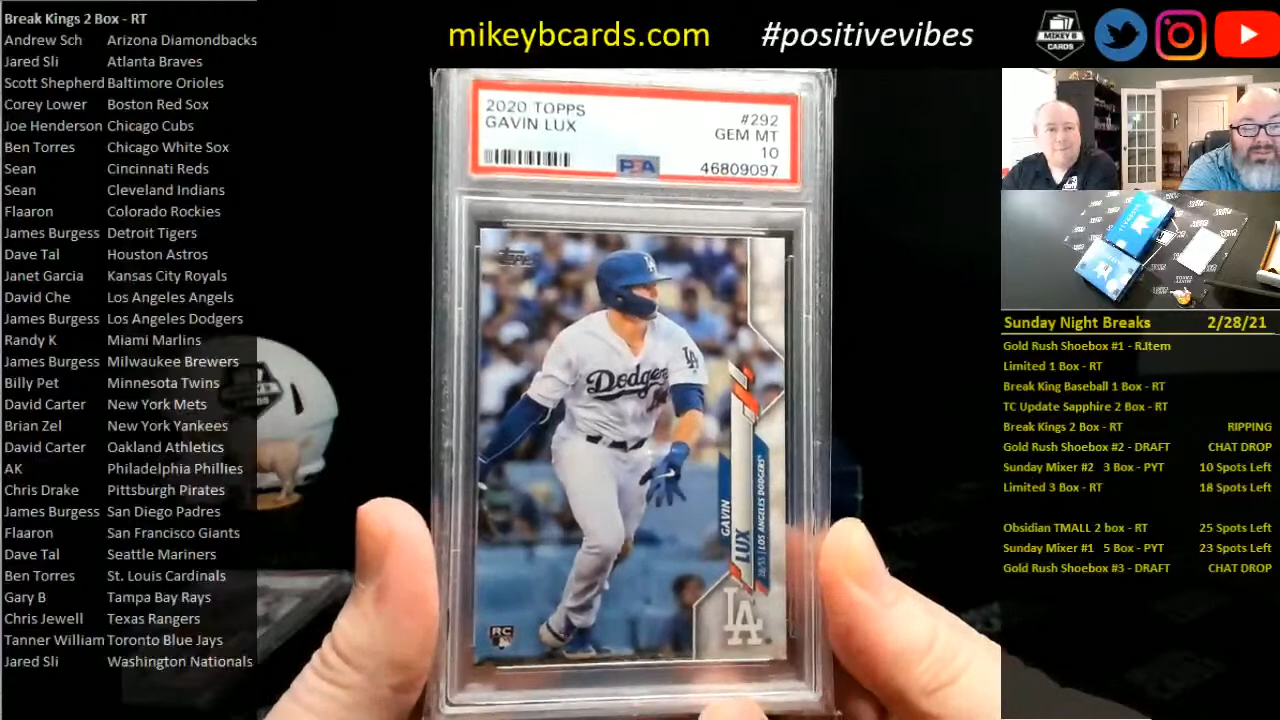 Break Kings 2 Box - RT
Andrew Sch Arizona Diamondbacks
Jared Sli Atlanta Braves
Scott Shepherd Baltimore Orioles
Corey Lower Boston Red Sox
Joe Henderson Chicago Cubs
Ben Torres Chicago White Sox
Sean Cincinnati Reds
Sean Cleveland Indians
Flaaron Colorado Rockies
James Burgess Detroit Tigers
Dave Tal Houston Astros
Janet Garcia Kansas City Royals
David Che Los Angeles Angels
James Burgess Los Angeles Dodgers
Randy K Miami Marlins
James Burgess Milwaukee Brewers
Billy Pet Minnesota Twins
David Carter New York Mets
Brian Zel New York Yankees
David Carter Oakland Athletics
AK Philadelphia Phillies
Chris Drake Pittsburgh Pirates
James Burgess San Diego Padres
Flaaron San Francisco Giants
Dave Tal Seattle Mariners
Ben Torres St. Louis Cardinals
Gary B Tampa Bay Rays
Chris Jewell Texas Rangers
Tanner William Toronto Blue Jays
Jared Sli Washington Nationals
mikeybcards.com #positivevibes
MIKEY B
CARDS
2020 TOPPS #292
GAVIN LUX GEM MT
10
PSA 46809097
Topps
LA
Dodgers
GAVIN
LUX
2B/SS | LOS ANGELES DODGERS
LA
RC
Sunday Night Breaks 2/28/21
Gold Rush Shoebox #1 - R.Item
Limited 1 Box - RT
Break King Baseball 1 Box - RT
TC Update Sapphire 2 Box - RT
Break Kings 2 Box - RT RIPPING
Gold Rush Shoebox #2 - DRAFT CHAT DROP
Sunday Mixer #2 3 Box - PYT 10 Spots Left
Limited 3 Box - RT 18 Spots Left
Obsidian TMALL 2 box - RT 25 Spots Left
Sunday Mixer #1 5 Box - PYT 23 Spots Left
Gold Rush Shoebox #3 - DRAFT CHAT DROP